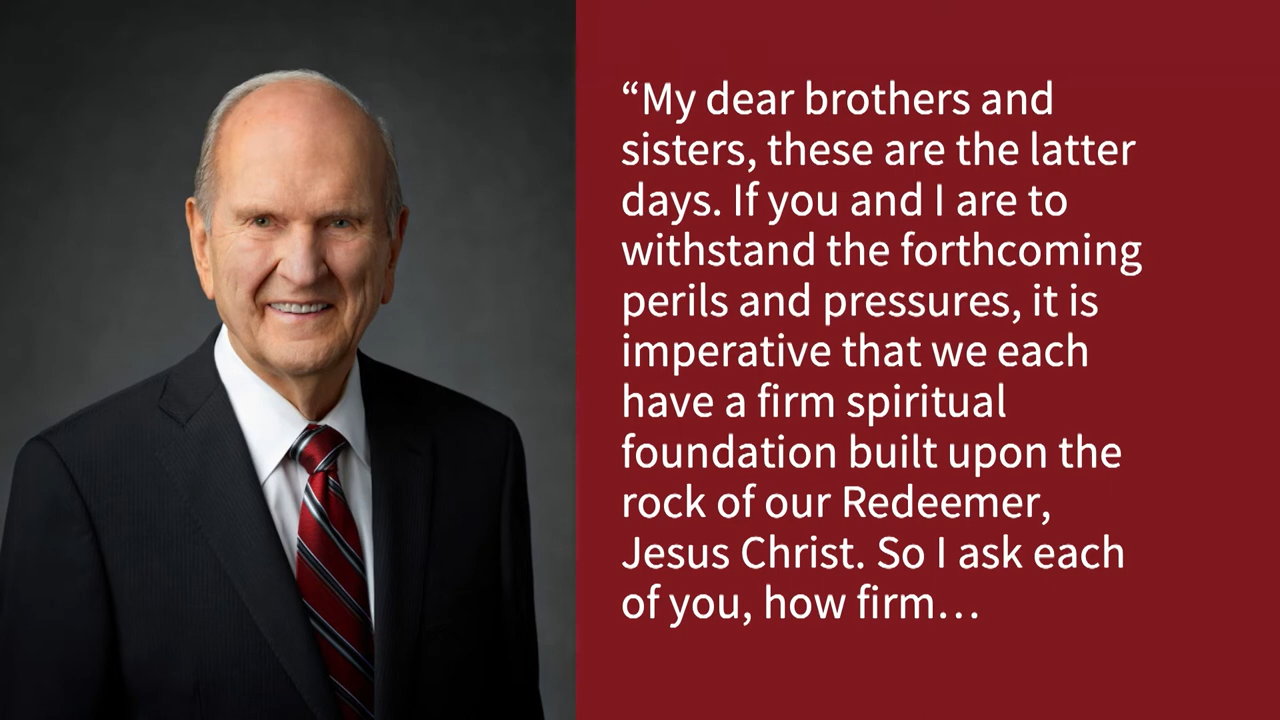 “My dear brothers and
sisters, these are the latter
days. If you and I are to
withstand the forthcoming
perils and pressures, it is
imperative that we each
have a firm spiritual
foundation built upon the
rock of our Redeemer,
Jesus Christ. So I ask each
of you, how firm…